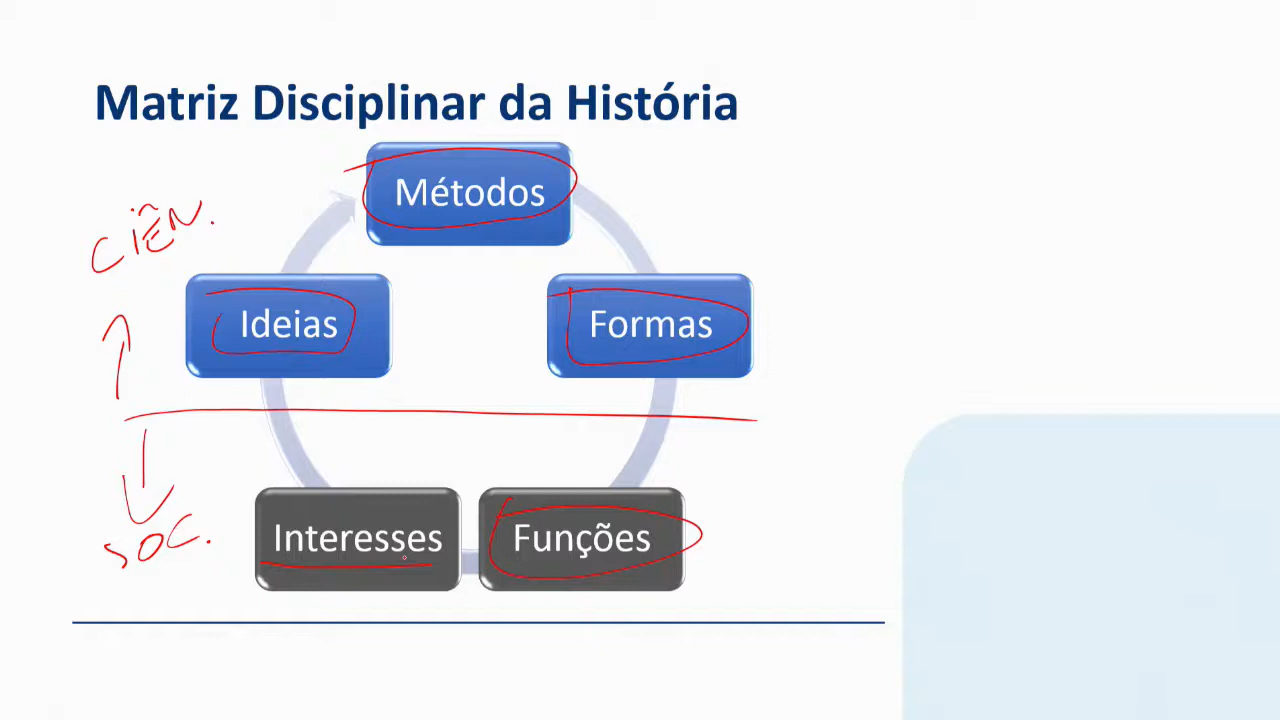 Matriz Disciplinar da História
Métodos
CIÊN.
Ideias
Formas
SOC.
Interesses
Funções